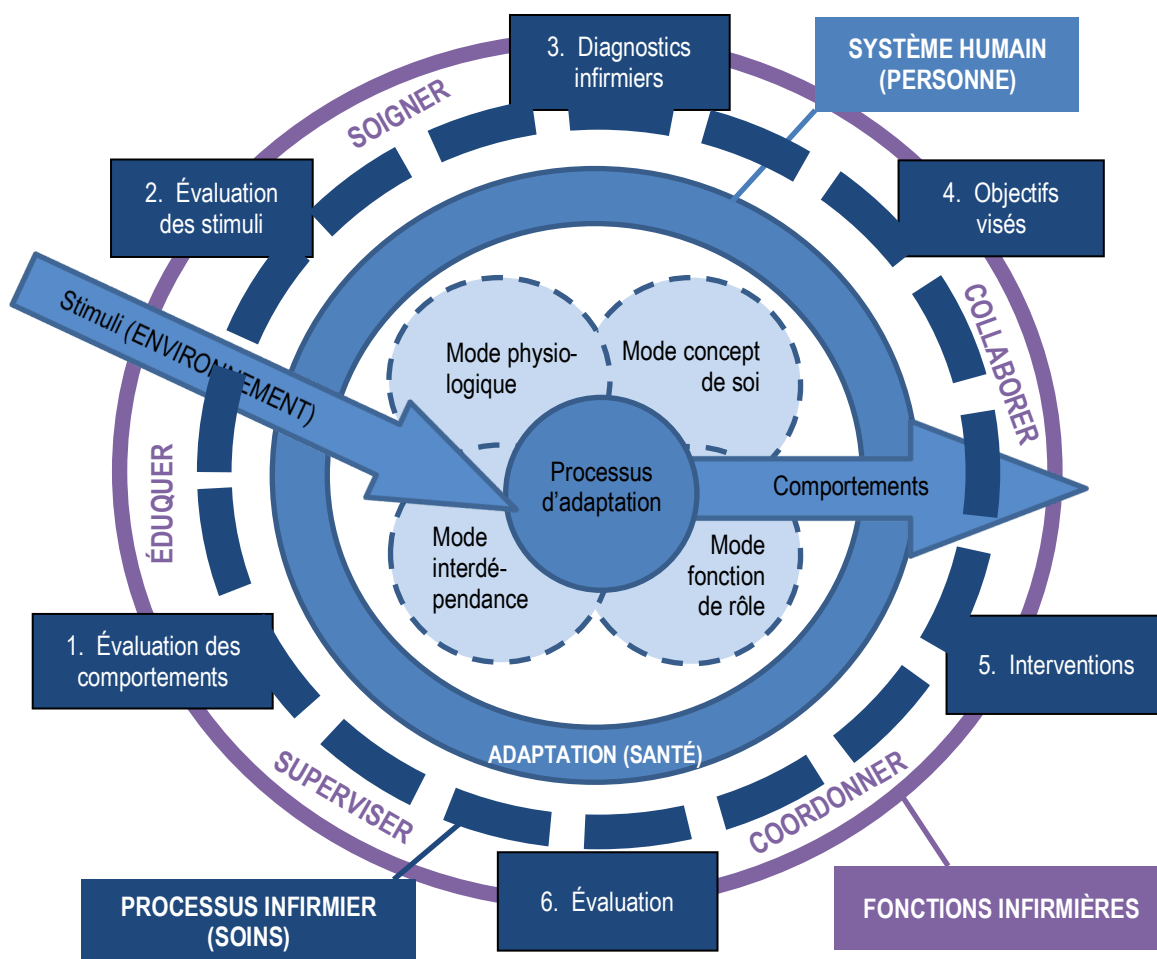 3. Diagnostics
infirmiers
SYSTÈME HUMAIN
(PERSONNE)
SOIGNER
2. Évaluation
des stimuli
4. Objectifs
visés
Stimuli (ENVIRONNEMENT)
COLLABORER
Mode physio-
logique
Mode concept
de soi
ÉDUQUER
Processus
d’adaptation
Comportements
Mode
interdé-
pendance
Mode
fonction
de rôle
1. Évaluation des
comportements
5. Interventions
ADAPTATION (SANTÉ)
SUPERVISER
COORDONNER
6. Évaluation
PROCESSUS INFIRMIER
(SOINS)
FONCTIONS INFIRMIÈRES